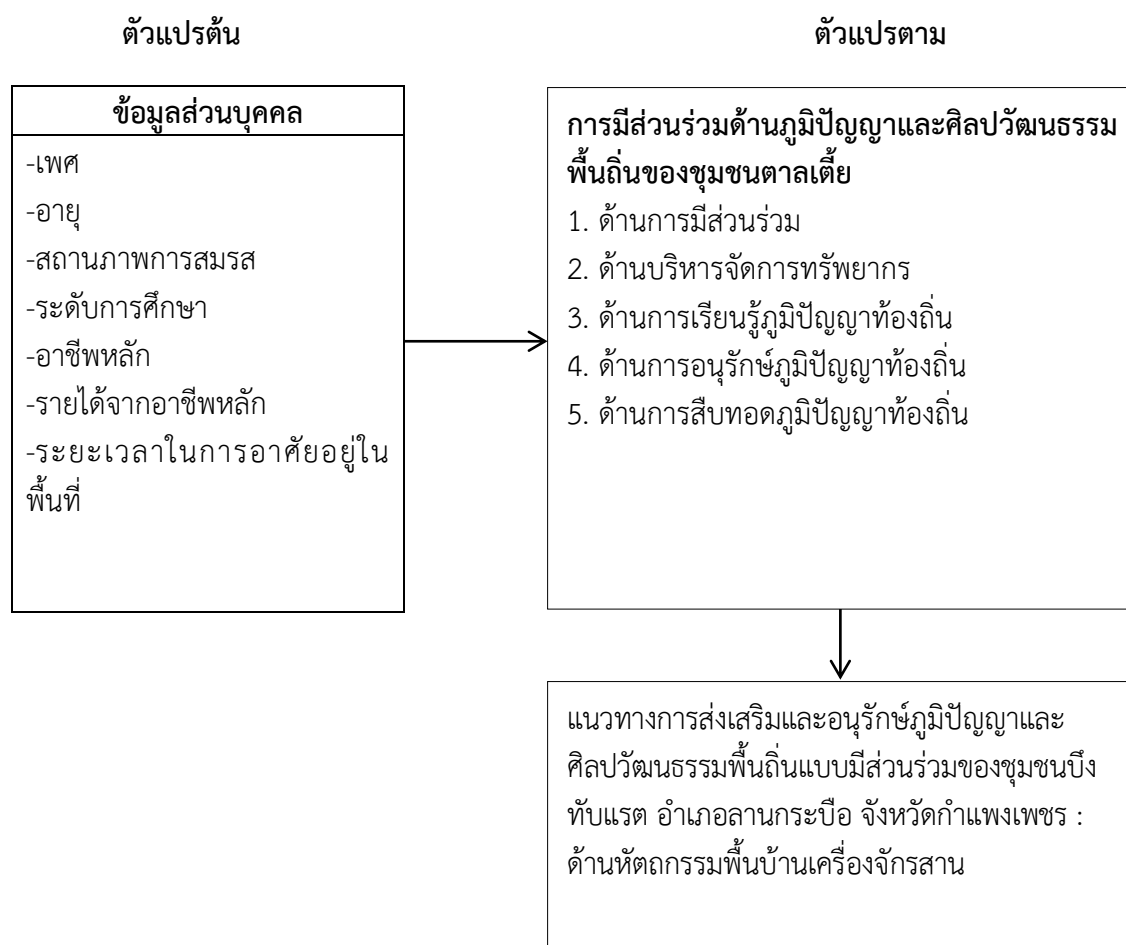 ตัวแปรต้น
ตัวแปรตาม
ข้อมูลส่วนบุคคล
-เพศ
-อายุ
-สถานภาพการสมรส
-ระดับการศึกษา
-อาชีพหลัก
-รายได้จากอาชีพหลัก
-ระยะเวลาในการอาศัยอยู่ใน
พื้นที่
การมีส่วนร่วมด้านภูมิปัญญาและศิลปวัฒนธรรม
พื้นถิ่นของชุมชนตาลเตี้ย
1. ด้านการมีส่วนร่วม
2. ด้านบริหารจัดการทรัพยากร
3. ด้านการเรียนรู้ภูมิปัญญาท้องถิ่น
4. ด้านการอนุรักษ์ภูมิปัญญาท้องถิ่น
5. ด้านการสืบทอดภูมิปัญญาท้องถิ่น
แนวทางการส่งเสริมและอนุรักษ์ภูมิปัญญาและ
ศิลปวัฒนธรรมพื้นถิ่นแบบมีส่วนร่วมของชุมชนบึง
ทับแรต อำเภอลานกระบือ จังหวัดกำแพงเพชร :
ด้านหัตถกรรมพื้นบ้านเครื่องจักรสาน